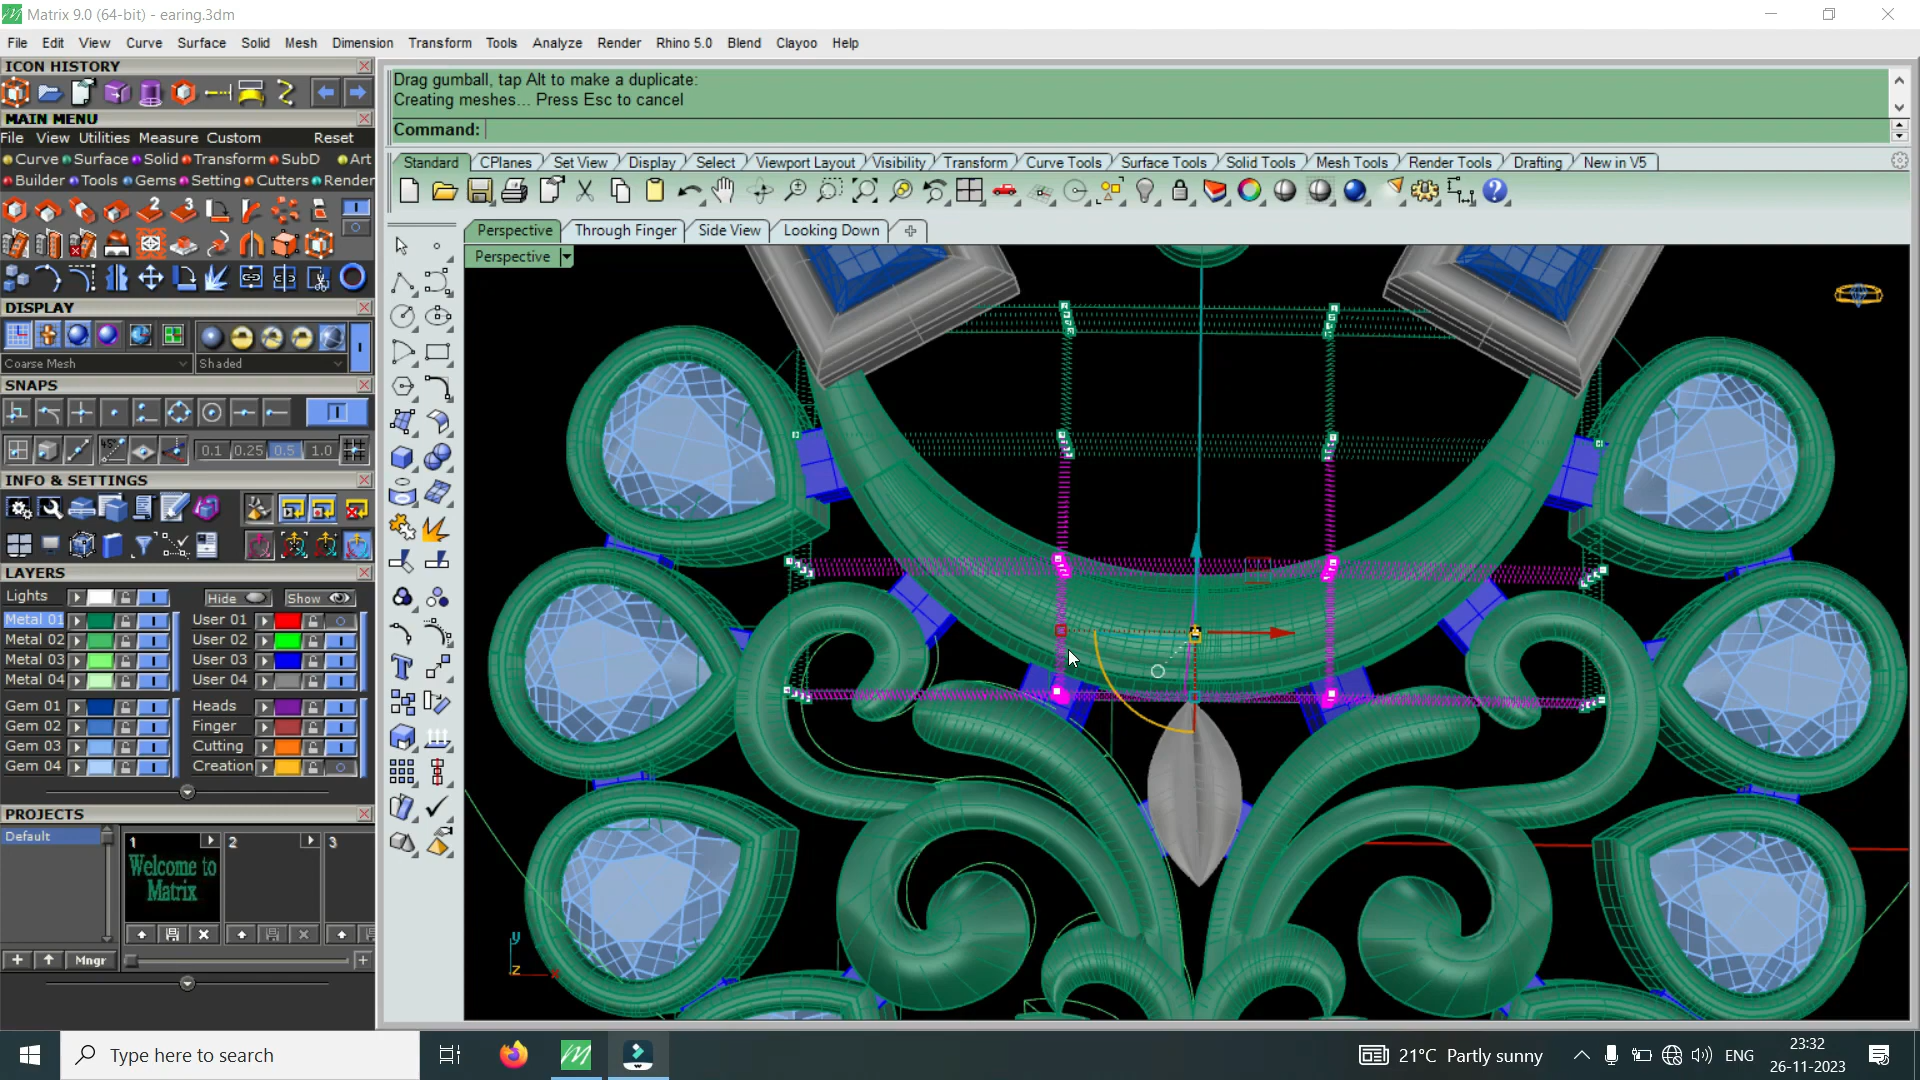 Matrix 9.0 (64-bit) - earing.3dm
File Edit View Curve Surface Solid Mesh Dimension Transform Tools Analyze Render Rhino 5.0 Blend Clayoo Help
ICON HISTORY
Drag gumball, tap Alt to make a duplicate:
Creating meshes... Press Esc to cancel
Command:
MAIN MENU
File View Utilities Measure Custom Reset
Curve Surface Solid Transform SubD Art
Builder Tools Gems Setting Cutters Render
Standard CPlanes Set View Display Select Viewport Layout Visibility Transform Curve Tools Surface Tools Solid Tools Mesh Tools Render Tools Drafting New in V5
Perspective Through Finger Side View Looking Down
Perspective
DISPLAY
Coarse Mesh Shaded
SNAPS
0.1 0.25 0.5 1.0
INFO & SETTINGS
LAYERS
Lights Hide Show
Metal 01 User 01
Metal 02 User 02
Metal 03 User 03
Metal 04 User 04
Gem 01 Heads
Gem 02 Finger
Gem 03 Cutting
Gem 04 Creation
PROJECTS
Default
1 2 3
Welcome to
Matrix
Mngr
y
z
x
Type here to search
21°C Partly sunny
ENG
23:32
26-11-2023